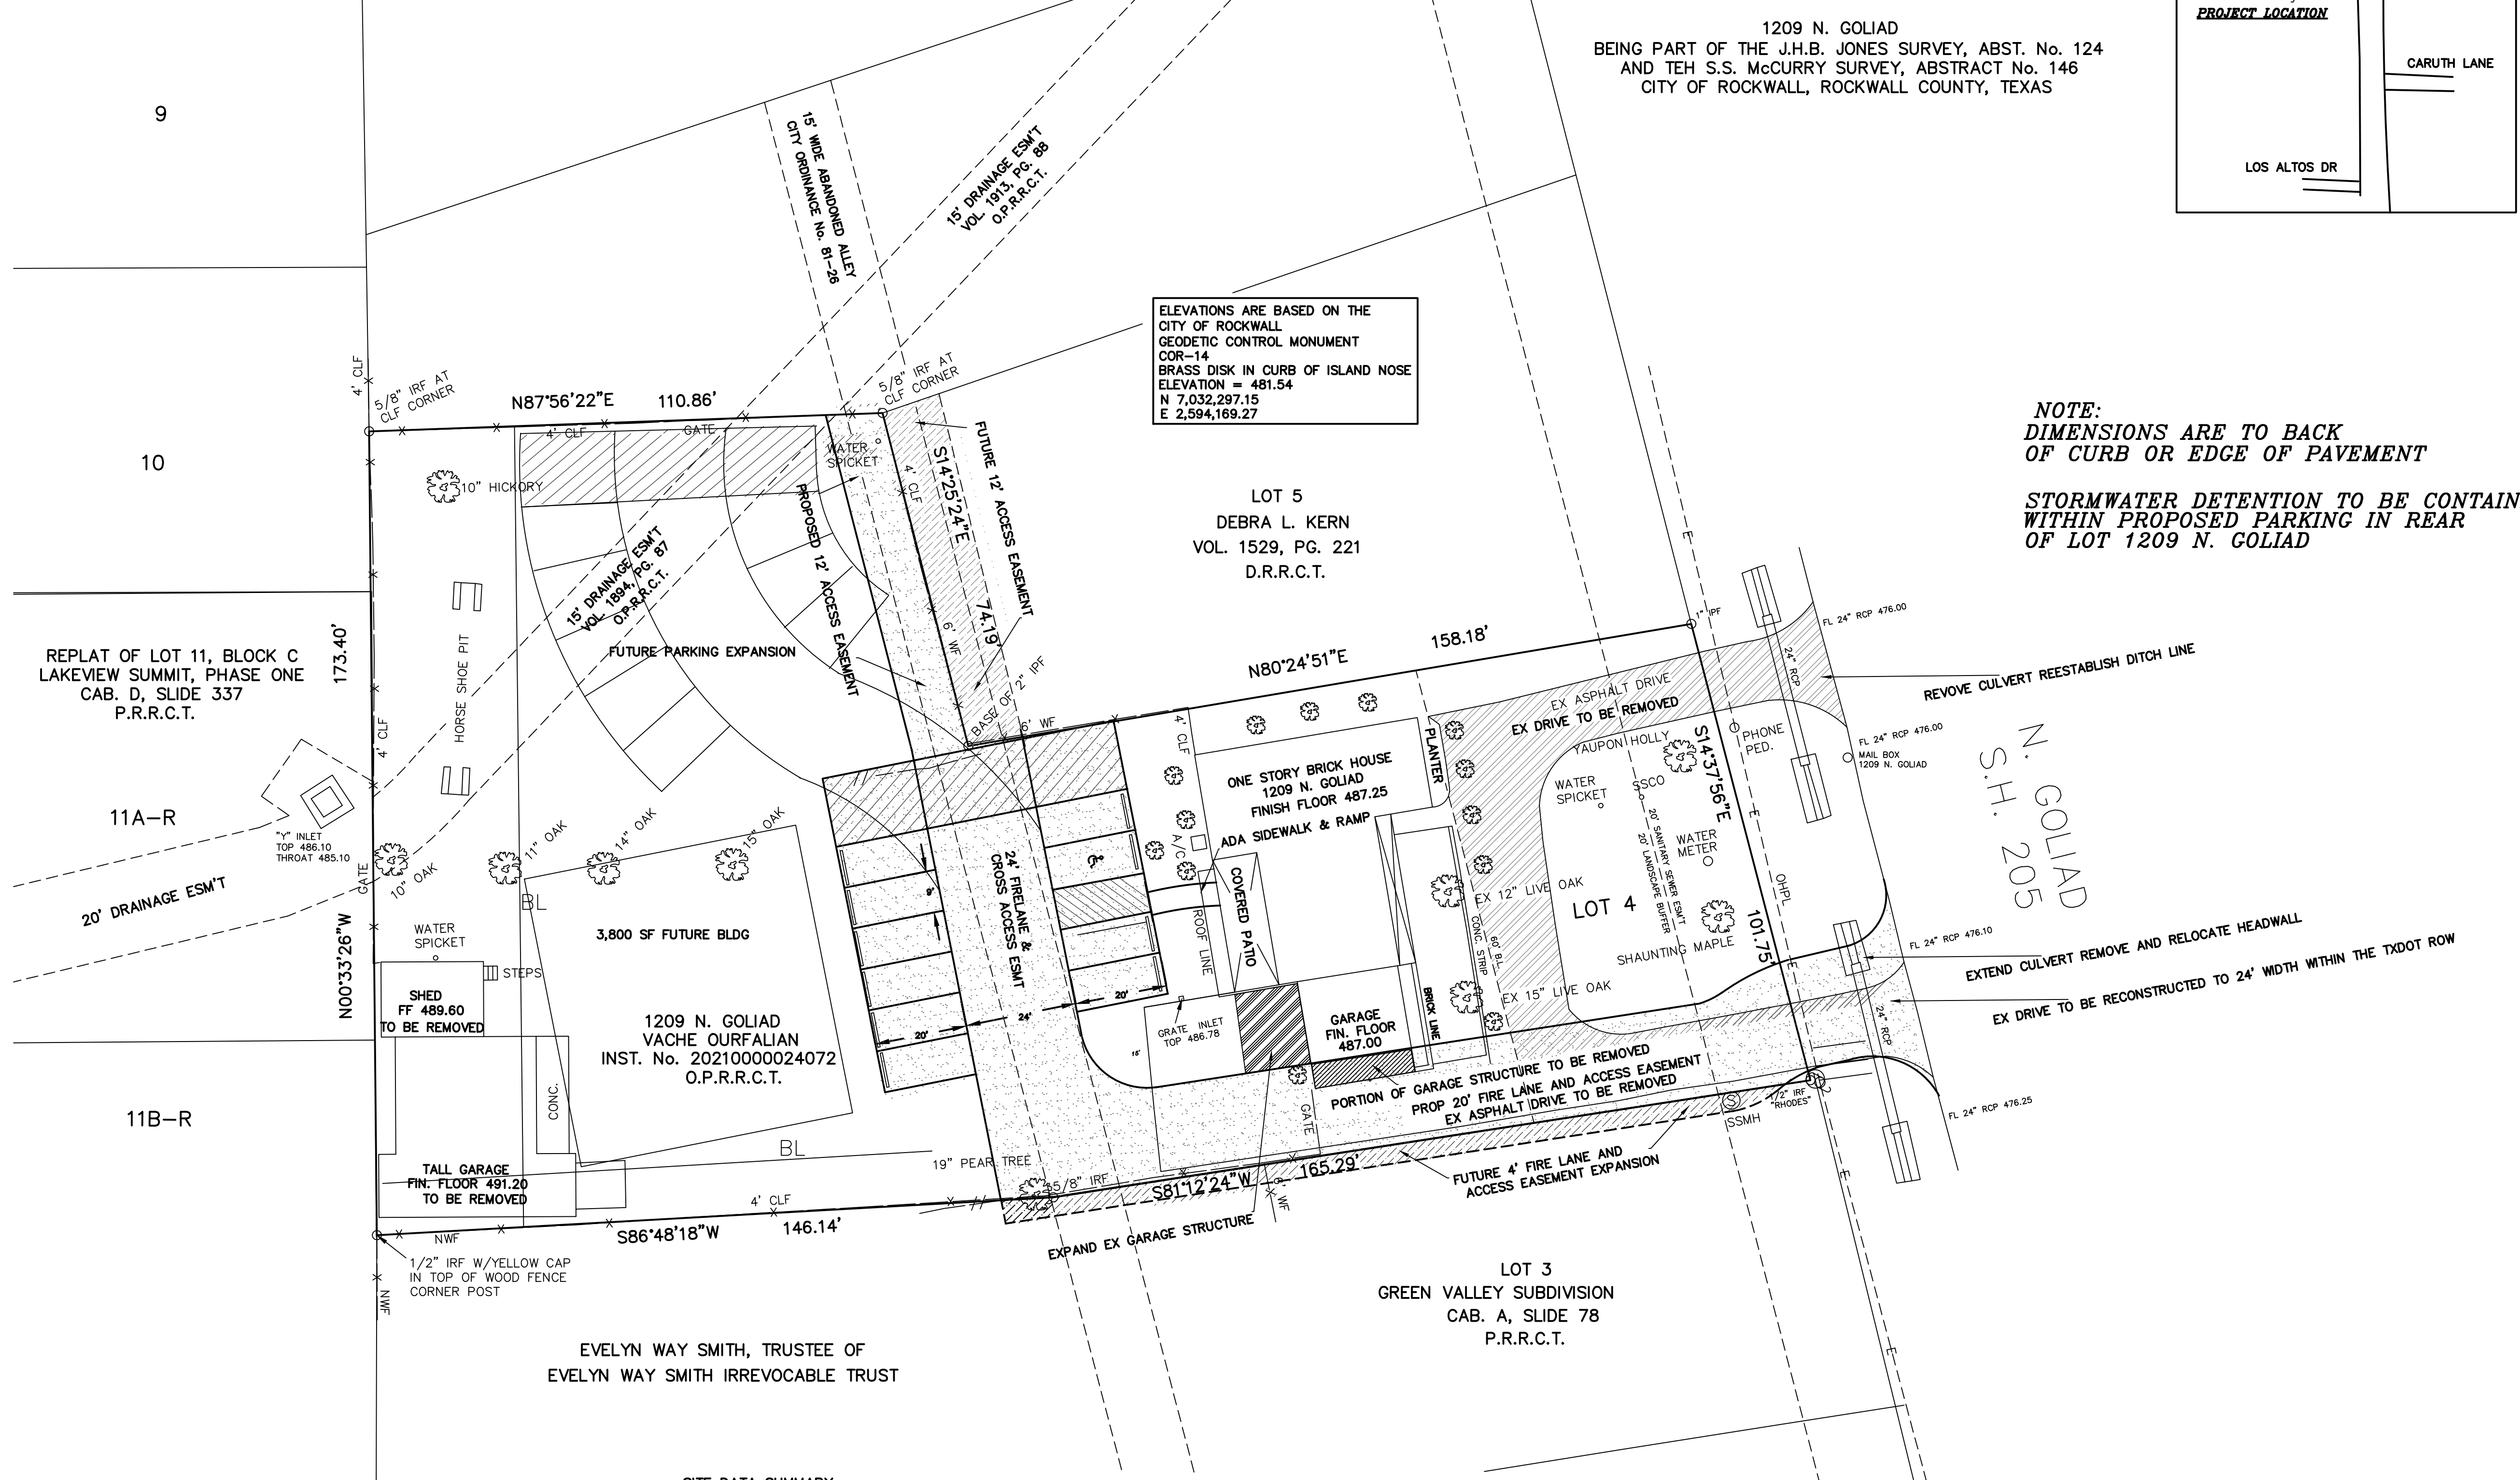 PROJECT LOCATION
CARUTH LANE
LOS ALTOS DR
1209 N. GOLIAD
BEING PART OF THE J.H.B. JONES SURVEY, ABST. No. 124
AND TEH S.S. McCURRY SURVEY, ABSTRACT No. 146
CITY OF ROCKWALL, ROCKWALL COUNTY, TEXAS
9
10
15' WIDE ABANDONED ALLEY
CITY ORDINANCE No. 81-26
15' DRAINAGE ESM'T
VOL. 1913, PG. 88
O.P.R.R.C.T.
ELEVATIONS ARE BASED ON THE
CITY OF ROCKWALL
GEODETIC CONTROL MONUMENT
COR-14
BRASS DISK IN CURB OF ISLAND NOSE
ELEVATION = 481.54
N 7,032,297.15
E 2,594,169.27
NOTE:
DIMENSIONS ARE TO BACK
OF CURB OR EDGE OF PAVEMENT
STORMWATER DETENTION TO BE CONTAIN
WITHIN PROPOSED PARKING IN REAR
OF LOT 1209 N. GOLIAD
4' CLF
5/8" IRF AT
CLF CORNER
N87°56'22"E 110.86'
4' CLF
GATE
5/8" IRF AT
CLF CORNER
WATER
SPICKET
4' CLF
S14°25'24"E
74.19'
6' WF
FUTURE 12' ACCESS EASEMENT
PROPOSED 12' ACCESS EASEMENT
10" HICKORY
15' DRAINAGE ESM'T
VOL. 1894, PG. 87
O.P.R.R.C.T.
FUTURE PARKING EXPANSION
HORSE SHOE PIT
173.40'
4' CLF
LOT 5
DEBRA L. KERN
VOL. 1529, PG. 221
D.R.R.C.T.
N80°24'51"E 158.18'
1" IPF
E
FL 24" RCP 476.00
24" RCP
REVOVE CULVERT REESTABLISH DITCH LINE
REPLAT OF LOT 11, BLOCK C
LAKEVIEW SUMMIT, PHASE ONE
CAB. D, SLIDE 337
P.R.R.C.T.
BASE OF 2" IPF
6' WF
4' CLF
EX ASPHALT DRIVE
EX DRIVE TO BE REMOVED
PLANTER
YAUPON HOLLY
S14°37'56"E
101.75'
PHONE
PED.
FL 24" RCP 476.00
MAIL BOX
1209 N. GOLIAD
N. GOLIAD
S.H. 205
ONE STORY BRICK HOUSE
1209 N. GOLIAD
FINISH FLOOR 487.25
ADA SIDEWALK & RAMP
A/C
COVERED PATIO
ROOF LINE
WATER
SPICKET
SSCO
20' SANITARY SEWER ESM'T
20' LANDSCAPE BUFFER
WATER
METER
E
OHPL
EX 12" LIVE OAK
LOT 4
SHAUNTING MAPLE
60' B.L.
CONC. STRIP
EX 15" LIVE OAK
BRICK LINE
11A-R
"Y" INLET
TOP 486.10
THROAT 485.10
20' DRAINAGE ESM'T
GATE
10" OAK
11" OAK
14" OAK
15" OAK
BL
3,800 SF FUTURE BLDG
24' FIRELANE &
CROSS ACCESS ESMT
9'
20'
24'
20'
15'
GRATE INLET
TOP 486.78
GARAGE
FIN. FLOOR
487.00
E
FL 24" RCP 476.10
24" RCP
EXTEND CULVERT REMOVE AND RELOCATE HEADWALL
EX DRIVE TO BE RECONSTRUCTED TO 24' WIDTH WITHIN THE TXDOT ROW
N00°33'26"W
WATER
SPICKET
STEPS
SHED
FF 489.60
TO BE REMOVED
1209 N. GOLIAD
VACHE OURFALIAN
INST. No. 20210000024072
O.P.R.R.C.T.
CONC.
11B-R
TALL GARAGE
FIN. FLOOR 491.20
TO BE REMOVED
BL
19" PEAR TREE
GATE
PORTION OF GARAGE STRUCTURE TO BE REMOVED
PROP 20' FIRE LANE AND ACCESS EASEMENT
EX ASPHALT DRIVE TO BE REMOVED
S
SSMH
1/2" IRF
"RHODES"
FL 24" RCP 476.25
5/8" IRF
S81°12'24"W 165.29'
6' WF
FUTURE 4' FIRE LANE AND
ACCESS EASEMENT EXPANSION
E
EXPAND EX GARAGE STRUCTURE
4' CLF
NWF
S86°48'18"W 146.14'
1/2" IRF W/YELLOW CAP
IN TOP OF WOOD FENCE
CORNER POST
NWF
LOT 3
GREEN VALLEY SUBDIVISION
CAB. A, SLIDE 78
P.R.R.C.T.
E
EVELYN WAY SMITH, TRUSTEE OF
EVELYN WAY SMITH IRREVOCABLE TRUST
SITE DATA SUMMARY